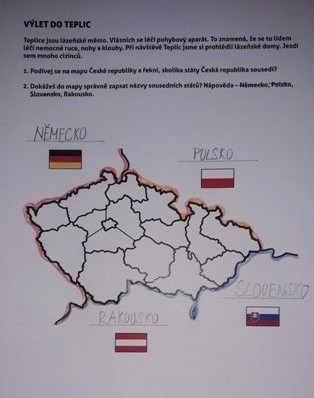 VÝLET DO TEPLIC
Teplice jsou lázeňské město. Vlázních se léčí pohybový aparát. To znamená, že se tu lidem
léčí nemocné ruce, nohy a klouby. Při návštěvě Teplic jsme si prohlédli lázeňské domy. Jezdí
sem mnoho cizinců.
1. Podívej se na mapu České republiky a řekni, skolika státy Česká republika sousedí?
2. Dokážeš do mapy správně zapsat názvy sousedních států? Nápověda – Německo, Polsko,
Slovensko, Rakousko.
NĚMECKO
POLSKO
SLOVENSKO
RAKOUSKO